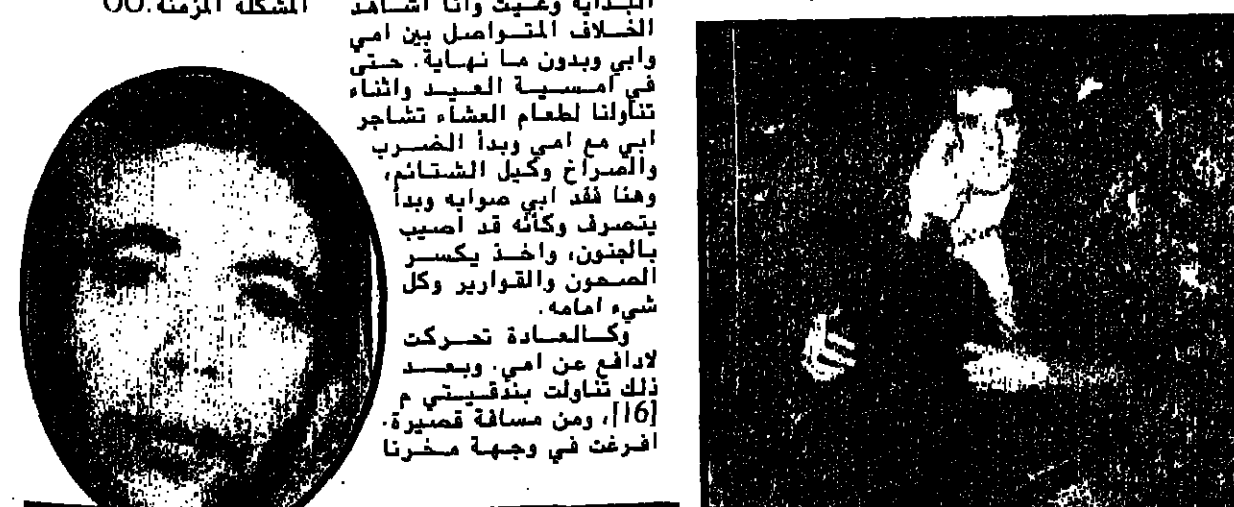 البداية وعيت وانا اشاهد
الخلاف المتواصل بين امي
وابي وبدون ما نهاية. حتى
في امسية العيد واثناء
تناولنا لطعام العشاء تشاجر
ابي مع امي وبدأ الضرب
والصراخ وكيل الشتائم،
وهنا فقد ابي صوابه وبدأ
يتصرف وكأنه قد اصيب
بالجنون، واخذ يكسر
الصحون والقوارير وكل
شيء امامه.
وكالعادة تحركت
لادافع عن امي. وبعد
ذلك تناولت بندقيتي م
[16]، ومن مسافة قصيرة.
افرغت في وجهة مخزنا
المشكلة المزمنة.OO